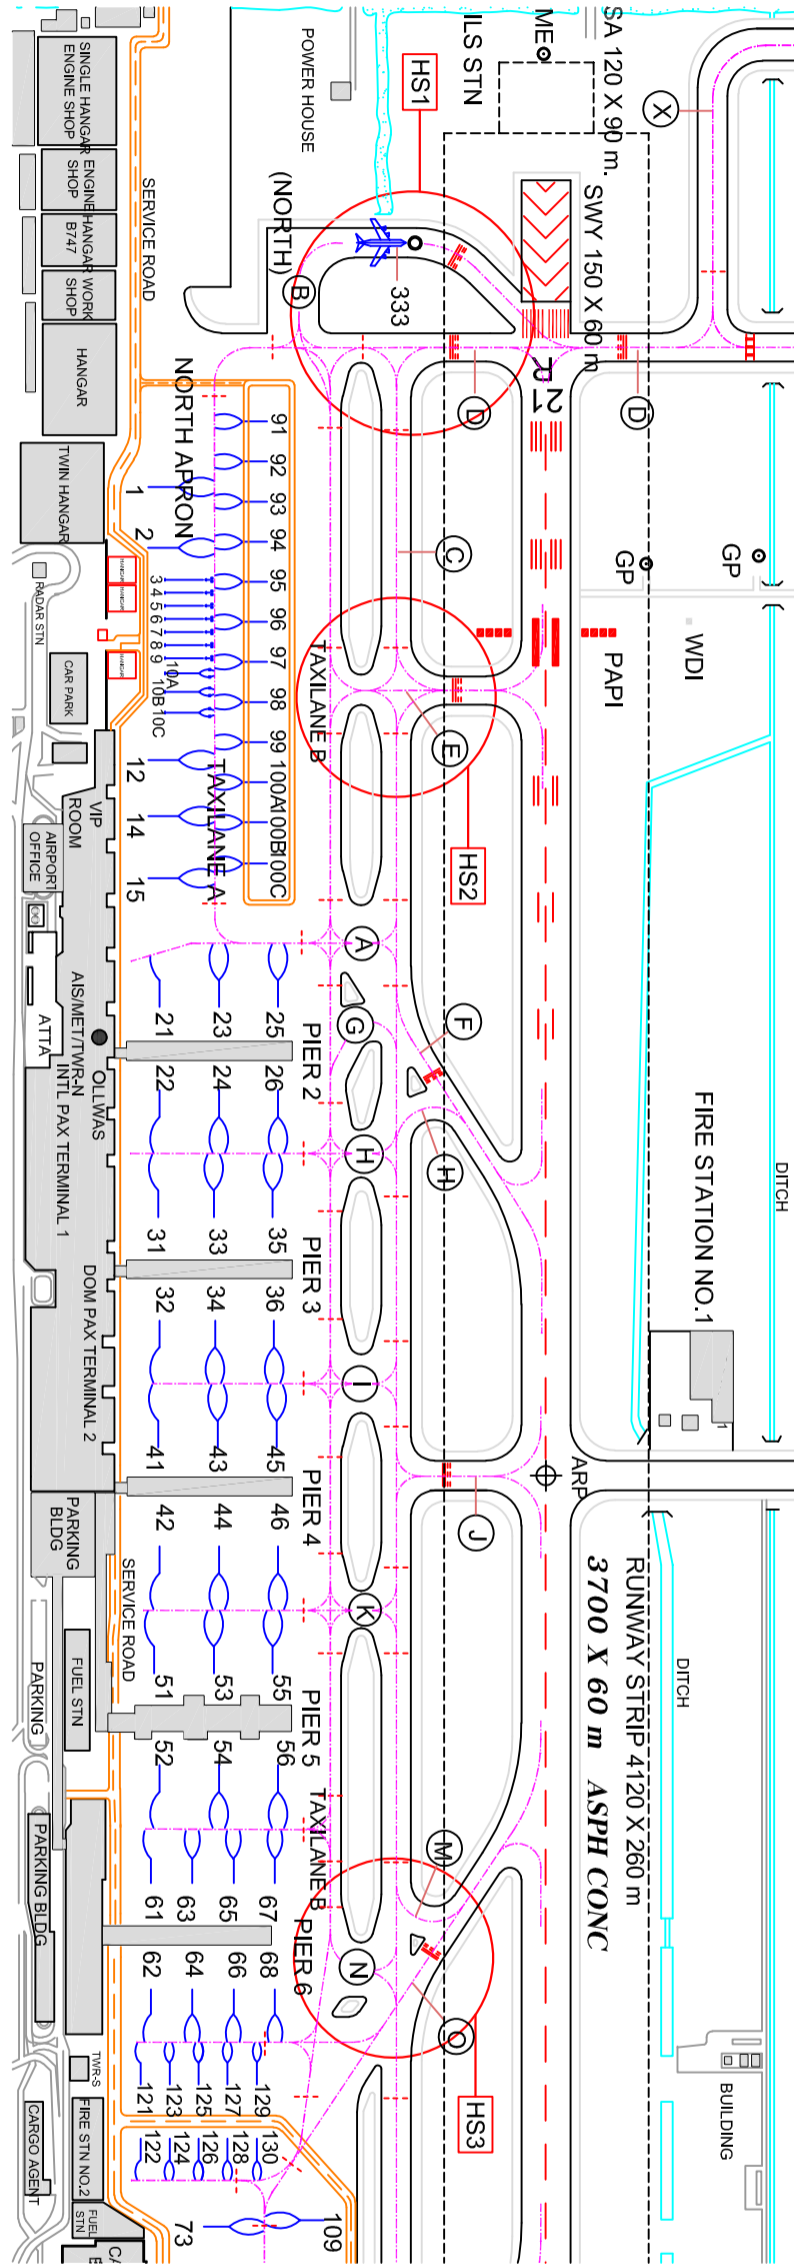 SA 120 X 90 m.
ME
ILS STN
HS1
POWER HOUSE
X
SWY 150 X 60 m
(NORTH)
B
333
SINGLE HANGAR
ENGINE SHOP
ENGINE
SHOP
HANGAR
B747
WORK
SHOP
HANGAR
TWIN HANGAR
SERVICE ROAD
D
D
21
NORTH APRON
91
92
93
94
95
96
97
98
99
100A
100B
100C
1
2
3
4
5
6
7
8
9
10A
10B
10C
12
14
15
HANGAR
HANGAR
HANGAR
RADAR STN
CAR PARK
C
GP
GP
WDI
PAPI
TAXILANE B
E
HS2
TAXILANE A
VIP
ROOM
AIRPORT
OFFICE
A
G
F
H
H
ATTA
AIS/MET/TWR-N
OLLWAS
INTL PAX TERMINAL 1
21
23
25
PIER 2
22
24
26
31
33
35
PIER 3
32
34
36
DOM PAX TERMINAL 2
FIRE STATION NO.1
1
DITCH
I
41
43
45
PIER 4
42
44
46
J
ARP
PARKING
BLDG
SERVICE ROAD
K
RUNWAY STRIP 4120 X 260 m
3700 X 60 m ASPH CONC
DITCH
FUEL STN
PARKING
51
53
55
PIER 5
52
54
56
TAXILANE B
M
PARKING BLDG
61
63
65
67
PIER 6
62
64
66
68
N
O
HS3
TWR-S
121
123
125
127
129
122
124
126
128
130
FIRE STN NO.2
CARGO AGENT
FUEL
STN
BUILDING
73
109
CA